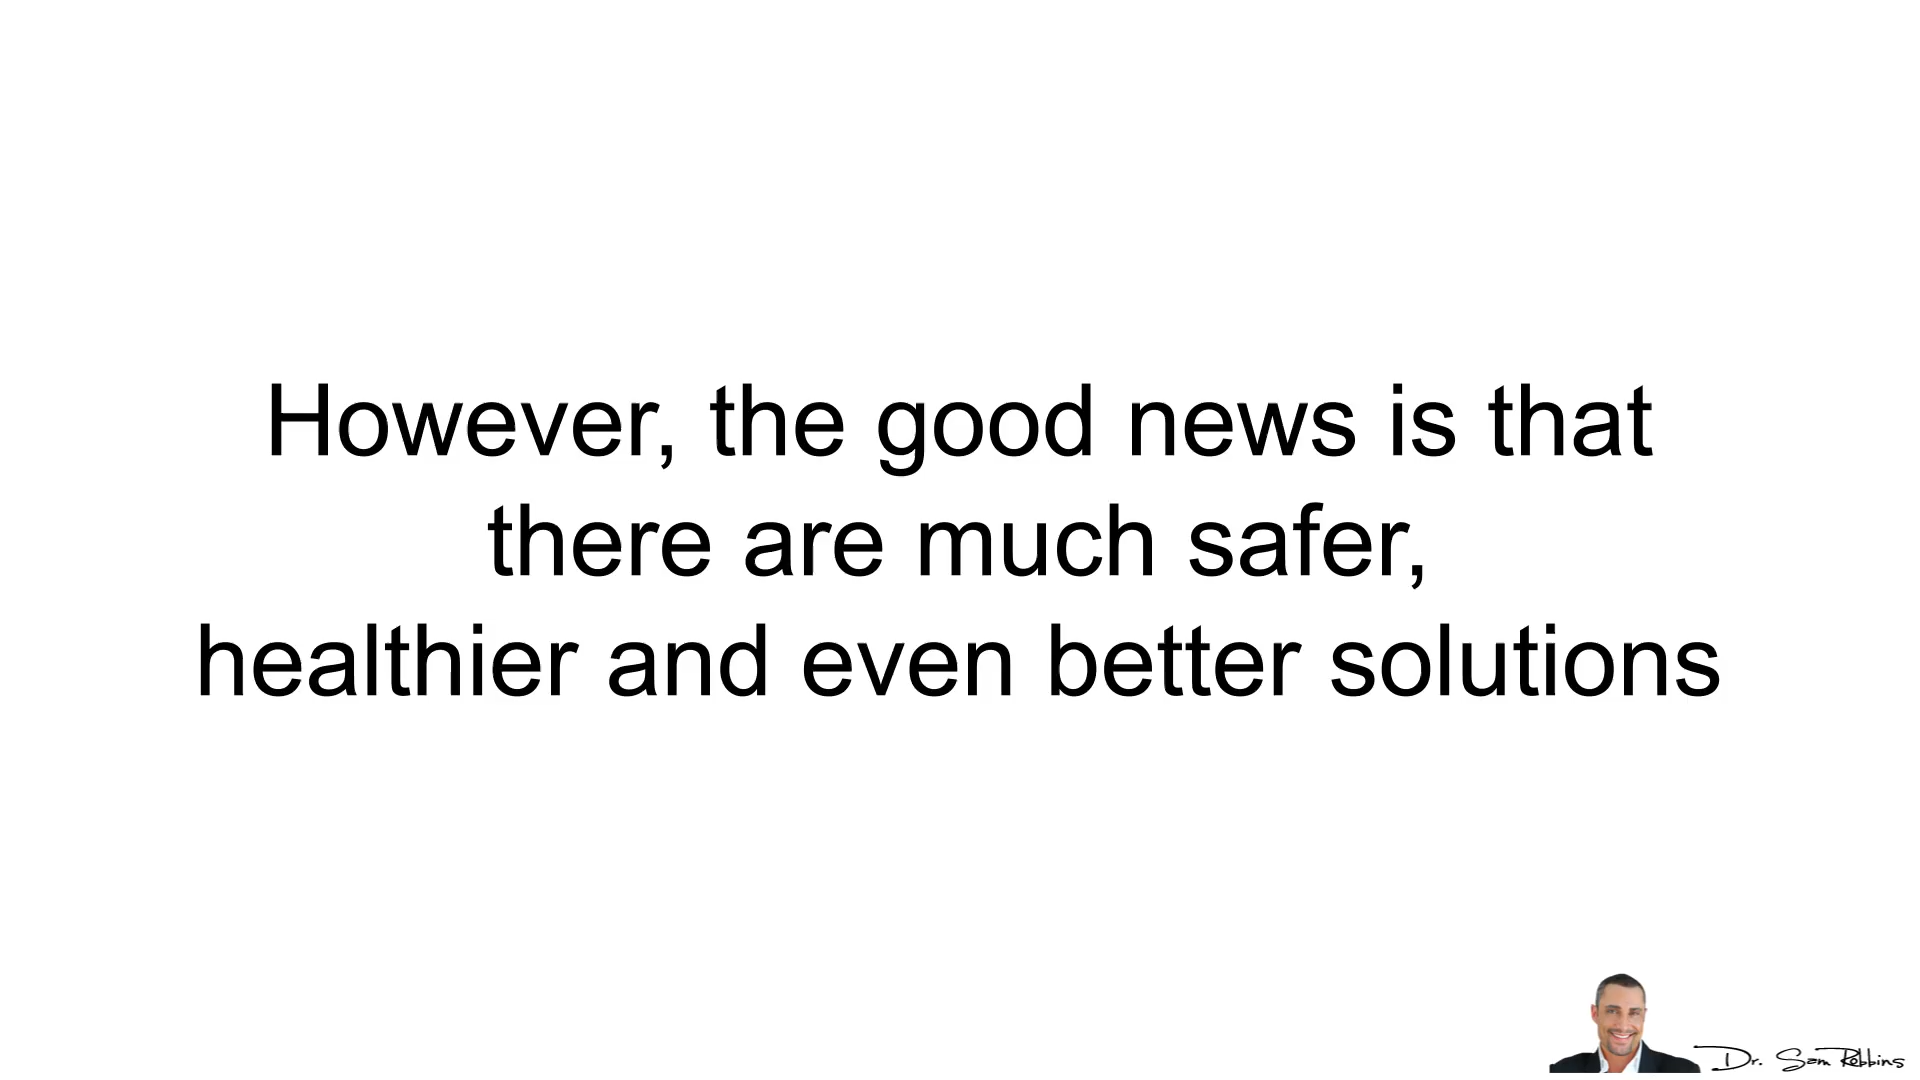 However, the good news is that
there are much safer,
healthier and even better solutions
Dr. Sam Robbins